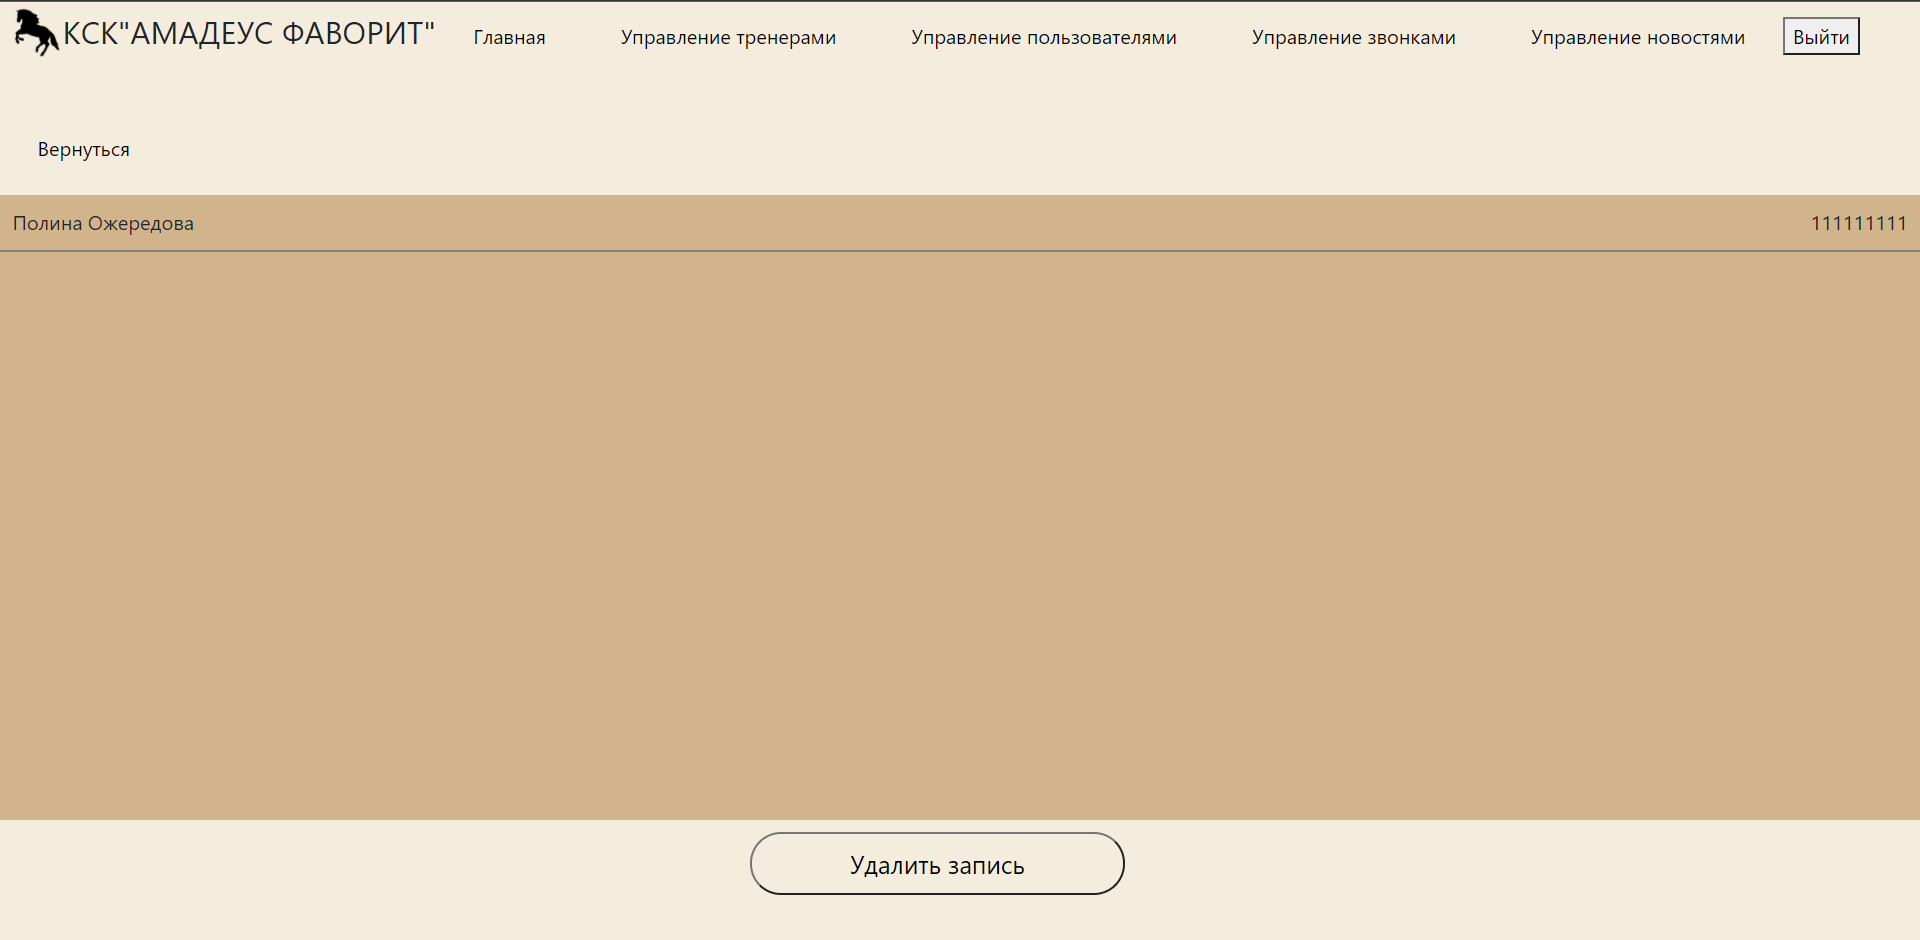 КСК"АМАДЕУС ФАВОРИТ" Главная Управление тренерами Управление пользователями Управление звонками Управление новостями Выйти
Вернуться
Полина Ожередова 111111111
Удалить запись